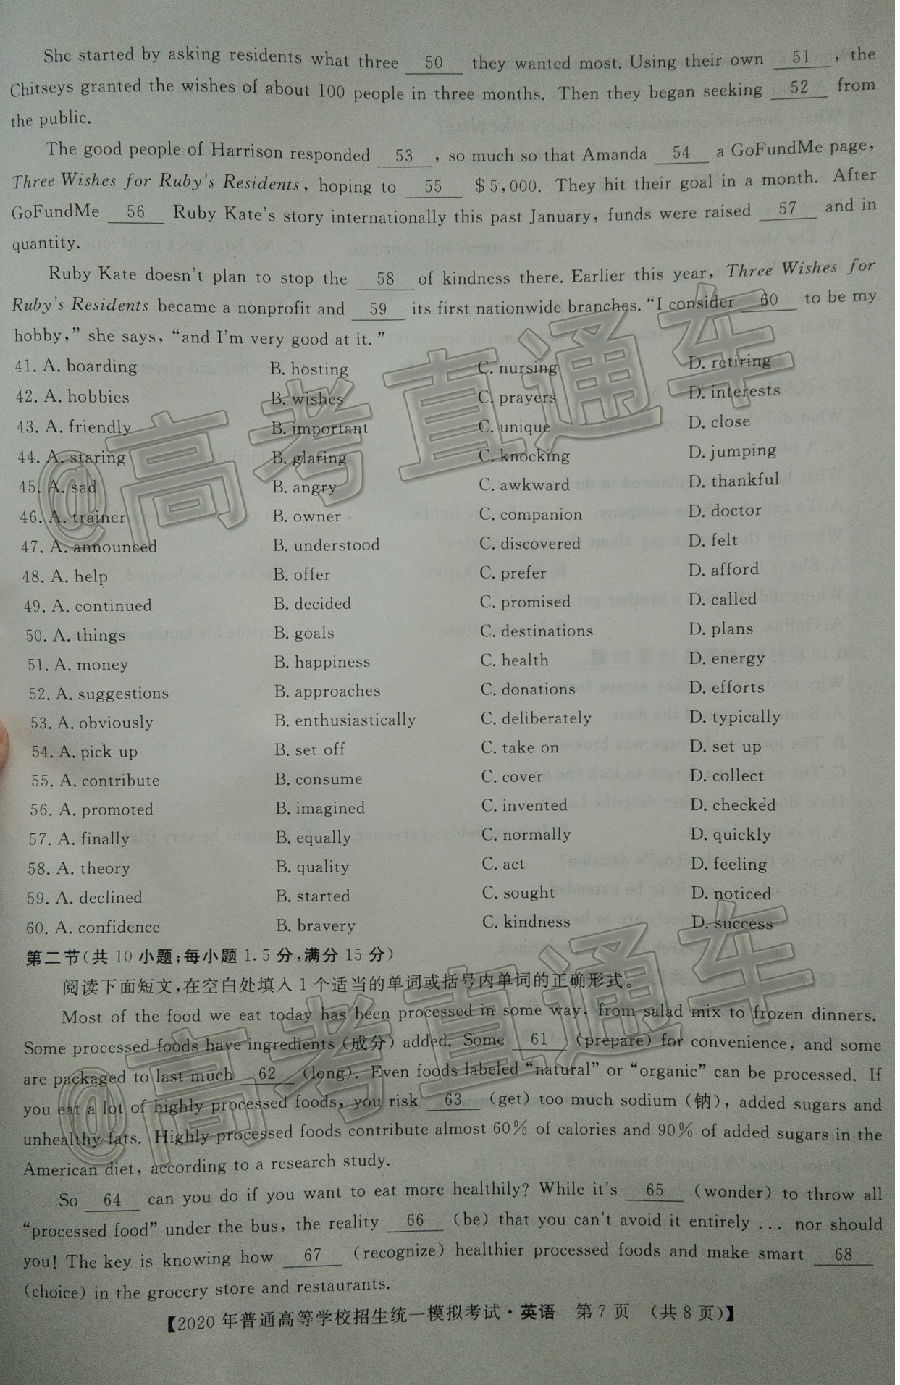 She started by asking residents what three 50 they wanted most. Using their own 51 , the
Chitseys granted the wishes of about 100 people in three months. Then they began seeking 52 from
the public.
The good people of Harrison responded 53 , so much so that Amanda 54 a GoFundMe page,
Three Wishes for Ruby's Residents, hoping to 55 $5,000. They hit their goal in a month. After
GoFundMe 56 Ruby Kate's story internationally this past January, funds were raised 57 and in
quantity.
Ruby Kate doesn't plan to stop the 58 of kindness there. Earlier this year, Three Wishes for
Ruby's Residents became a nonprofit and 59 its first nationwide branches. "I consider 60 to be my
hobby," she says, "and I'm very good at it."
41. A. boarding B. hosting C. nursing D. retiring
42. A. hobbies B. wishes C. prayers D. interests
43. A. friendly B. important C. unique D. close
44. A. staring B. glaring C. knocking D. jumping
45. A. sad B. angry C. awkward D. thankful
46. A. trainer B. owner C. companion D. doctor
47. A. announced B. understood C. discovered D. felt
48. A. help B. offer C. prefer D. afford
49. A. continued B. decided C. promised D. called
50. A. things B. goals C. destinations D. plans
51. A. money B. happiness C. health D. energy
52. A. suggestions B. approaches C. donations D. efforts
53. A. obviously B. enthusiastically C. deliberately D. typically
54. A. pick up B. set off C. take on D. set up
55. A. contribute B. consume C. cover D. collect
56. A. promoted B. imagined C. invented D. checked
57. A. finally B. equally C. normally D. quickly
58. A. theory B. quality C. act D. feeling
59. A. declined B. started C. sought D. noticed
60. A. confidence B. bravery C. kindness D. success
第二节(共 10 小题;每小题 1.5 分,满分 15 分)
阅读下面短文,在空白处填入 1 个适当的单词或括号内单词的正确形式。
Most of the food we eat today has been processed in some way, from salad mix to frozen dinners.
Some processed foods have ingredients (成分) added. Some 61 (prepare) for convenience, and some
are packaged to last much 62 (long). Even foods labeled "natural" or "organic" can be processed. If
you eat a lot of highly processed foods, you risk 63 (get) too much sodium (钠), added sugars and
unhealthy fats. Highly processed foods contribute almost 60% of calories and 90% of added sugars in the
American diet, according to a research study.
So 64 can you do if you want to eat more healthily? While it's 65 (wonder) to throw all
"processed food" under the bus, the reality 66 (be) that you can't avoid it entirely ... nor should
you! The key is knowing how 67 (recognize) healthier processed foods and make smart 68
(choice) in the grocery store and restaurants.
【2020 年普通高等学校招生统一模拟考试·英语 第 7 页 (共 8 页)】
@高考直通车
@高考直通车